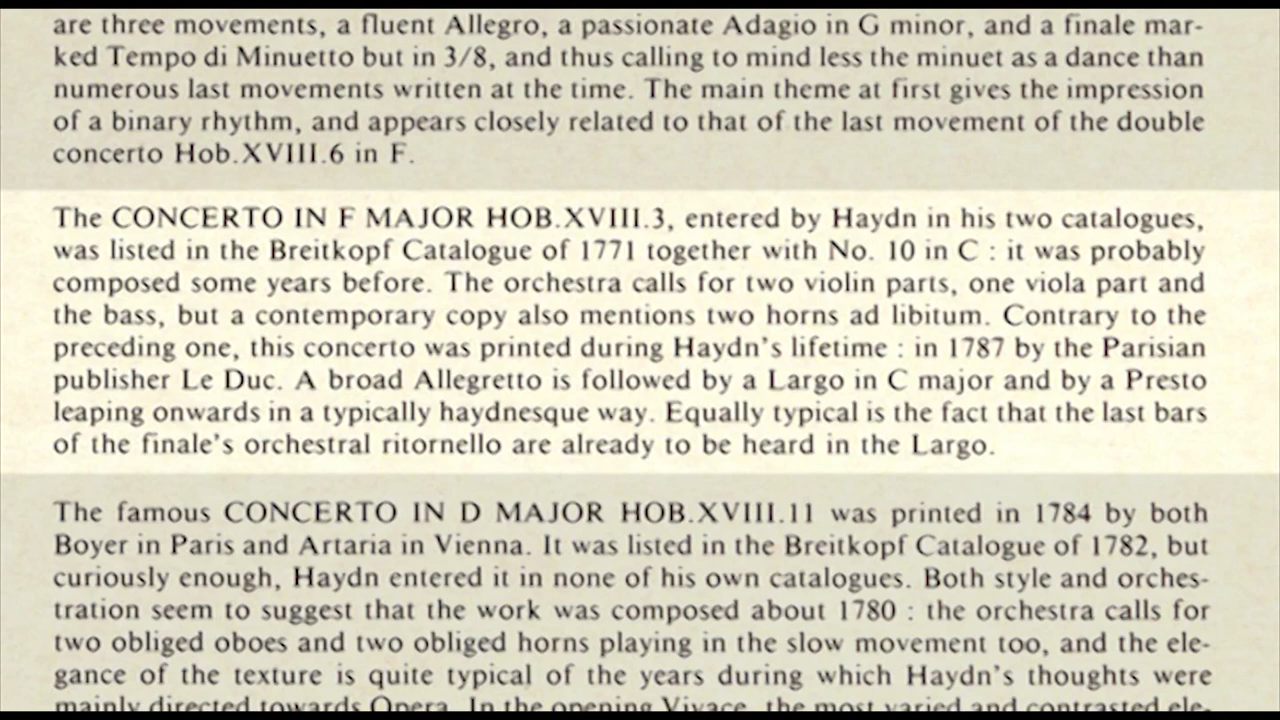 are three movements, a fluent Allegro, a passionate Adagio in G minor, and a finale mar-
ked Tempo di Minuetto but in 3/8, and thus calling to mind less the minuet as a dance than
numerous last movements written at the time. The main theme at first gives the impression
of a binary rhythm, and appears closely related to that of the last movement of the double
concerto Hob.XVIII.6 in F.
The CONCERTO IN F MAJOR HOB.XVIII.3, entered by Haydn in his two catalogues,
was listed in the Breitkopf Catalogue of 1771 together with No. 10 in C : it was probably
composed some years before. The orchestra calls for two violin parts, one viola part and
the bass, but a contemporary copy also mentions two horns ad libitum. Contrary to the
preceding one, this concerto was printed during Haydn's lifetime : in 1787 by the Parisian
publisher Le Duc. A broad Allegretto is followed by a Largo in C major and by a Presto
leaping onwards in a typically haydnesque way. Equally typical is the fact that the last bars
of the finale's orchestral ritornello are already to be heard in the Largo.
The famous CONCERTO IN D MAJOR HOB.XVIII.11 was printed in 1784 by both
Boyer in Paris and Artaria in Vienna. It was listed in the Breitkopf Catalogue of 1782, but
curiously enough, Haydn entered it in none of his own catalogues. Both style and orches-
tration seem to suggest that the work was composed about 1780 : the orchestra calls for
two obliged oboes and two obliged horns playing in the slow movement too, and the ele-
gance of the texture is quite typical of the years during which Haydn's thoughts were
mainly directed towards Opera. In the opening Vivace, the most varied and contrasted ele-